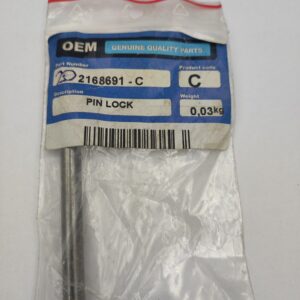 OEM GENUINE QUALITY PARTS
Part Number Product code
20 2168691 - C C
Description Weight
PIN LOCK 0,03kg